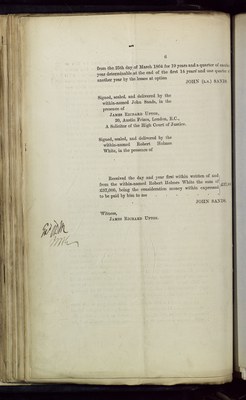 6
from the 25th day of March 1864 for 19 years and a quarter of
year determinable at the end of the first 14 years and one quarter
another year by the lessee at option
JOHN (L.S.) SANDS
Signed, sealed, and delivered by the
within-named John Sands, in the
presence of
JAMES RICHARD UPTON,
20, Austin Friars, London, E.C.,
A Solicitor of the High Court of Justice.
Signed, sealed, and delivered by the
within-named Robert Holmes
White, in the presence of
Received the day and year first within written of and
from the within-named Robert Holmes White the sum of
being the consideration money within expressed
to be paid by him to me
JOHN SANDS
Witness,
JAMES RICHARD UPTON.